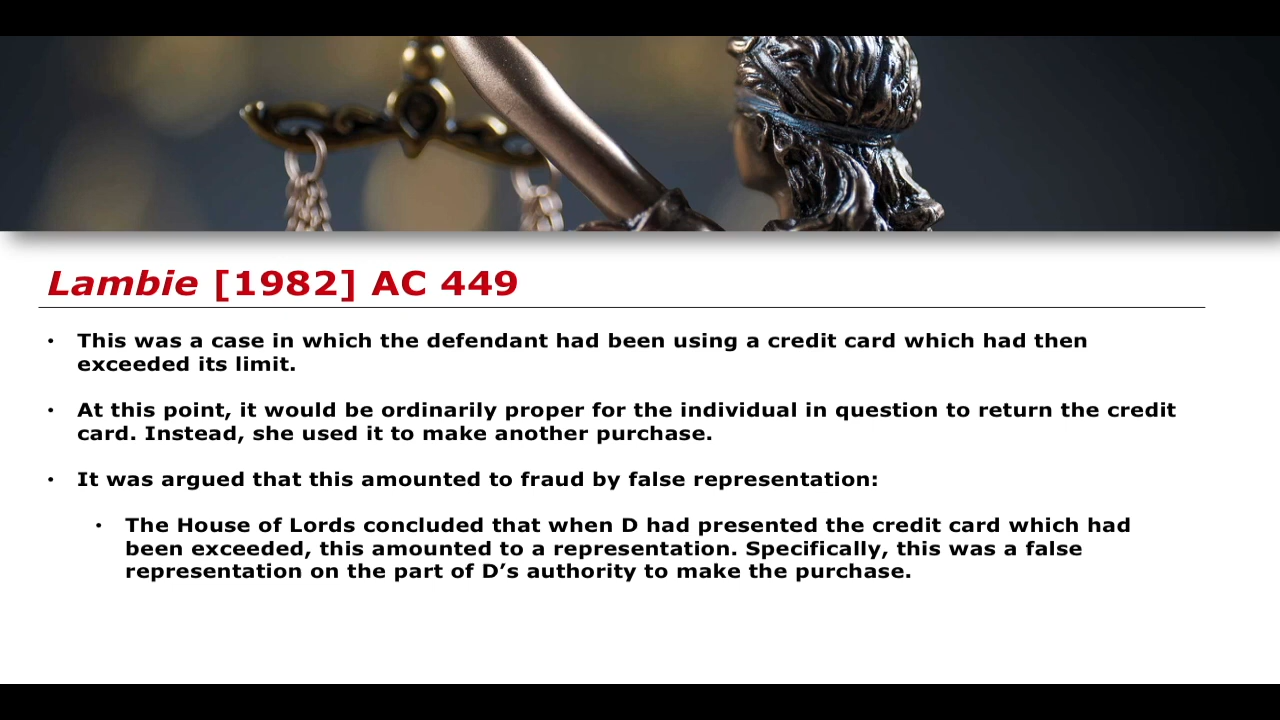 Lambie [1982] AC 449
• This was a case in which the defendant had been using a credit card which had then
exceeded its limit.
• At this point, it would be ordinarily proper for the individual in question to return the credit
card. Instead, she used it to make another purchase.
• It was argued that this amounted to fraud by false representation:
• The House of Lords concluded that when D had presented the credit card which had
been exceeded, this amounted to a representation. Specifically, this was a false
representation on the part of D’s authority to make the purchase.